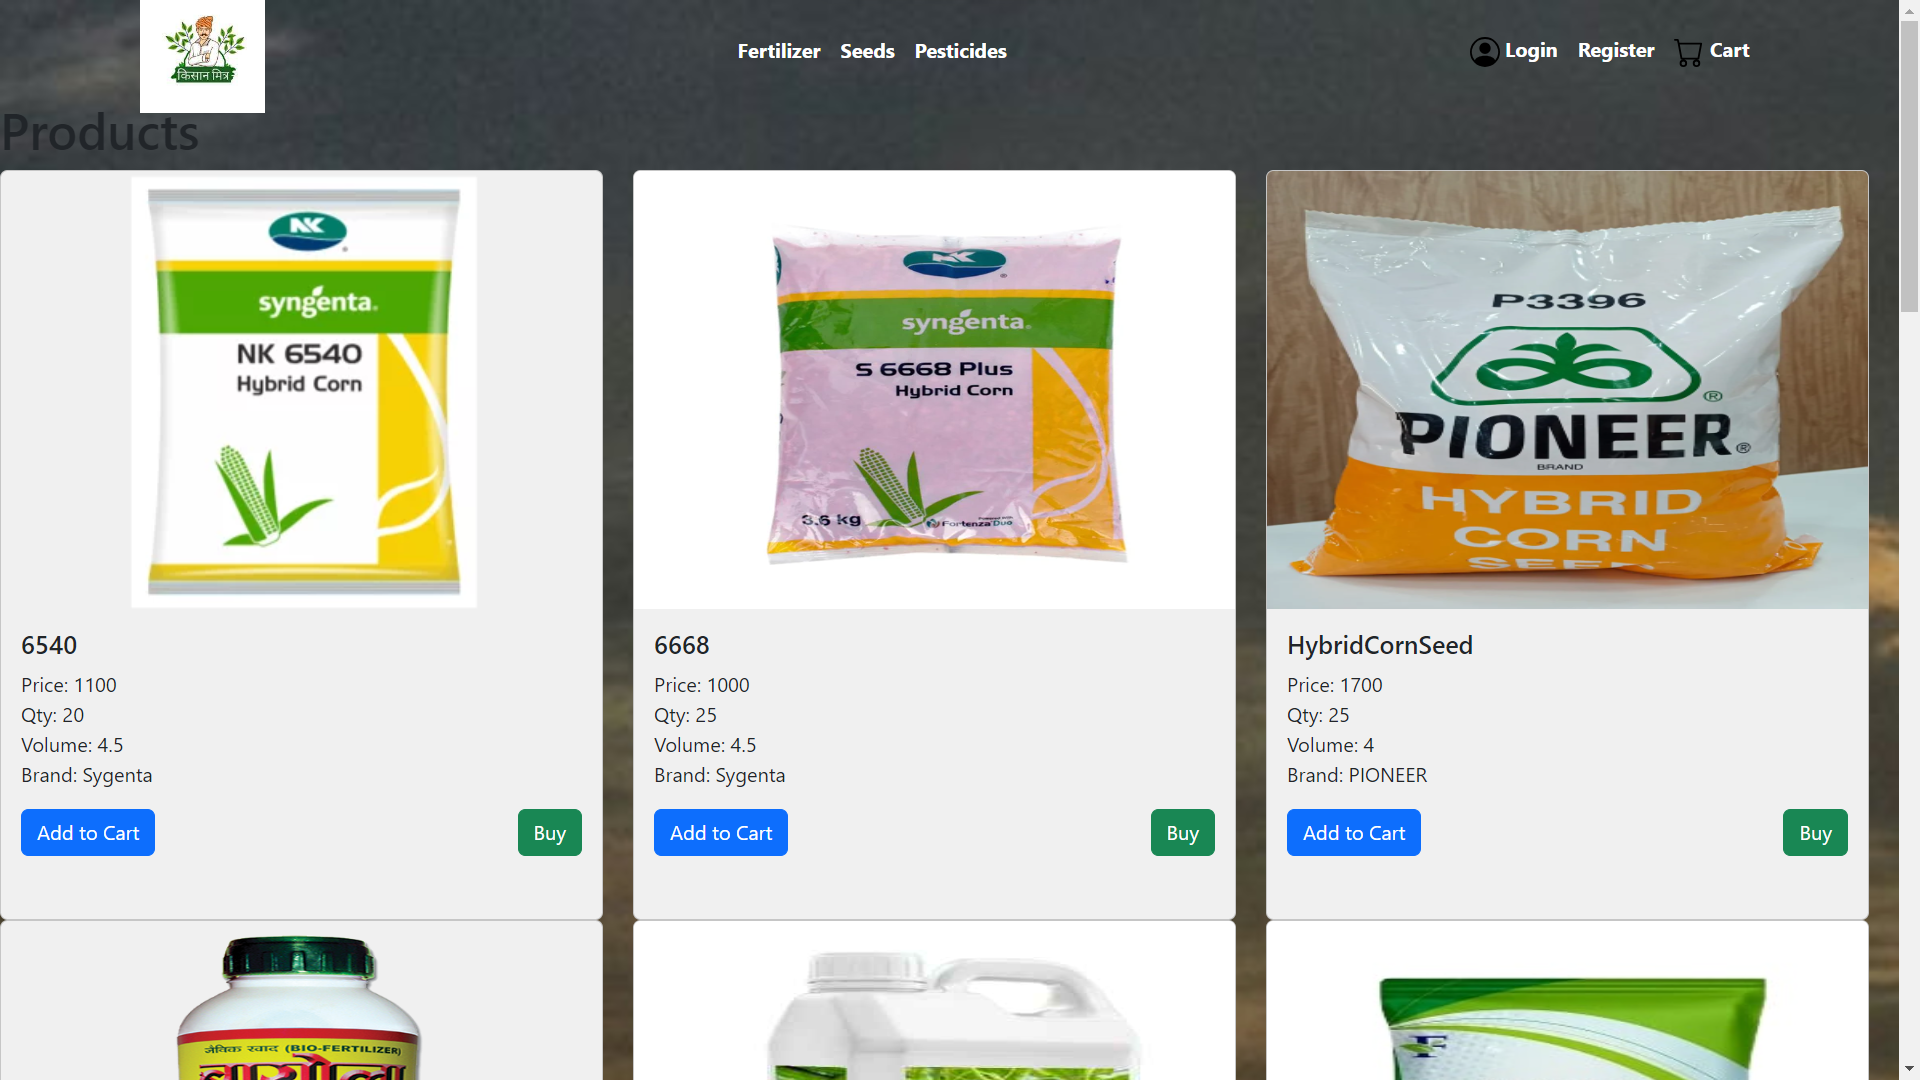 किसान मित्र
Fertilizer Seeds Pesticides
Login Register Cart
Products
NK
syngenta
NK 6540
Hybrid Corn
6540
Price: 1100
Qty: 20
Volume: 4.5
Brand: Sygenta
Add to Cart Buy
NK
syngenta
S 6668 Plus
Hybrid Corn
3.6 kg
Fortenza Duo
6668
Price: 1000
Qty: 25
Volume: 4.5
Brand: Sygenta
Add to Cart Buy
P3396
PIONEER®
BRAND
HYBRID
CORN
SEED
HybridCornSeed
Price: 1700
Qty: 25
Volume: 4
Brand: PIONEER
Add to Cart Buy
जैविक खाद (BIO-FERTILIZER)
F